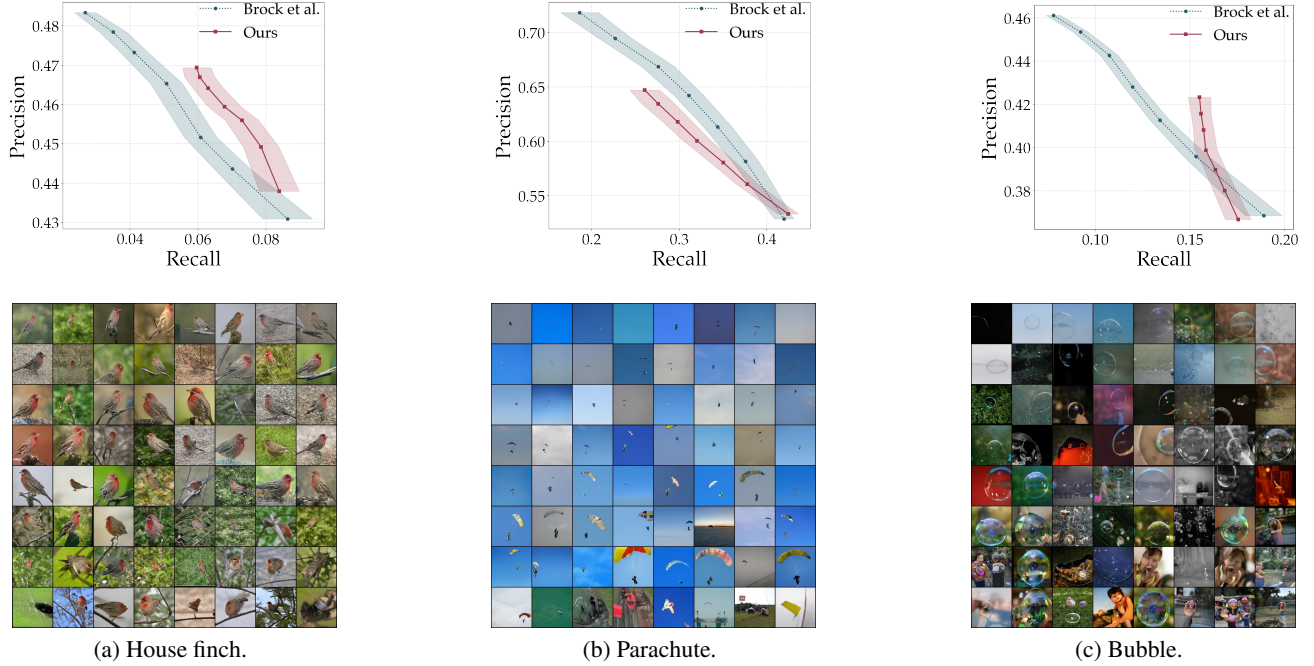 Brock et al.
Ours
Precision
0.48
0.47
0.46
0.45
0.44
0.43
0.04
0.06
0.08
Recall
Brock et al.
Ours
Precision
0.70
0.65
0.60
0.55
0.2
0.3
0.4
Recall
Brock et al.
Ours
Precision
0.46
0.44
0.42
0.40
0.38
0.10
0.15
0.20
Recall
(a) House finch.
(b) Parachute.
(c) Bubble.